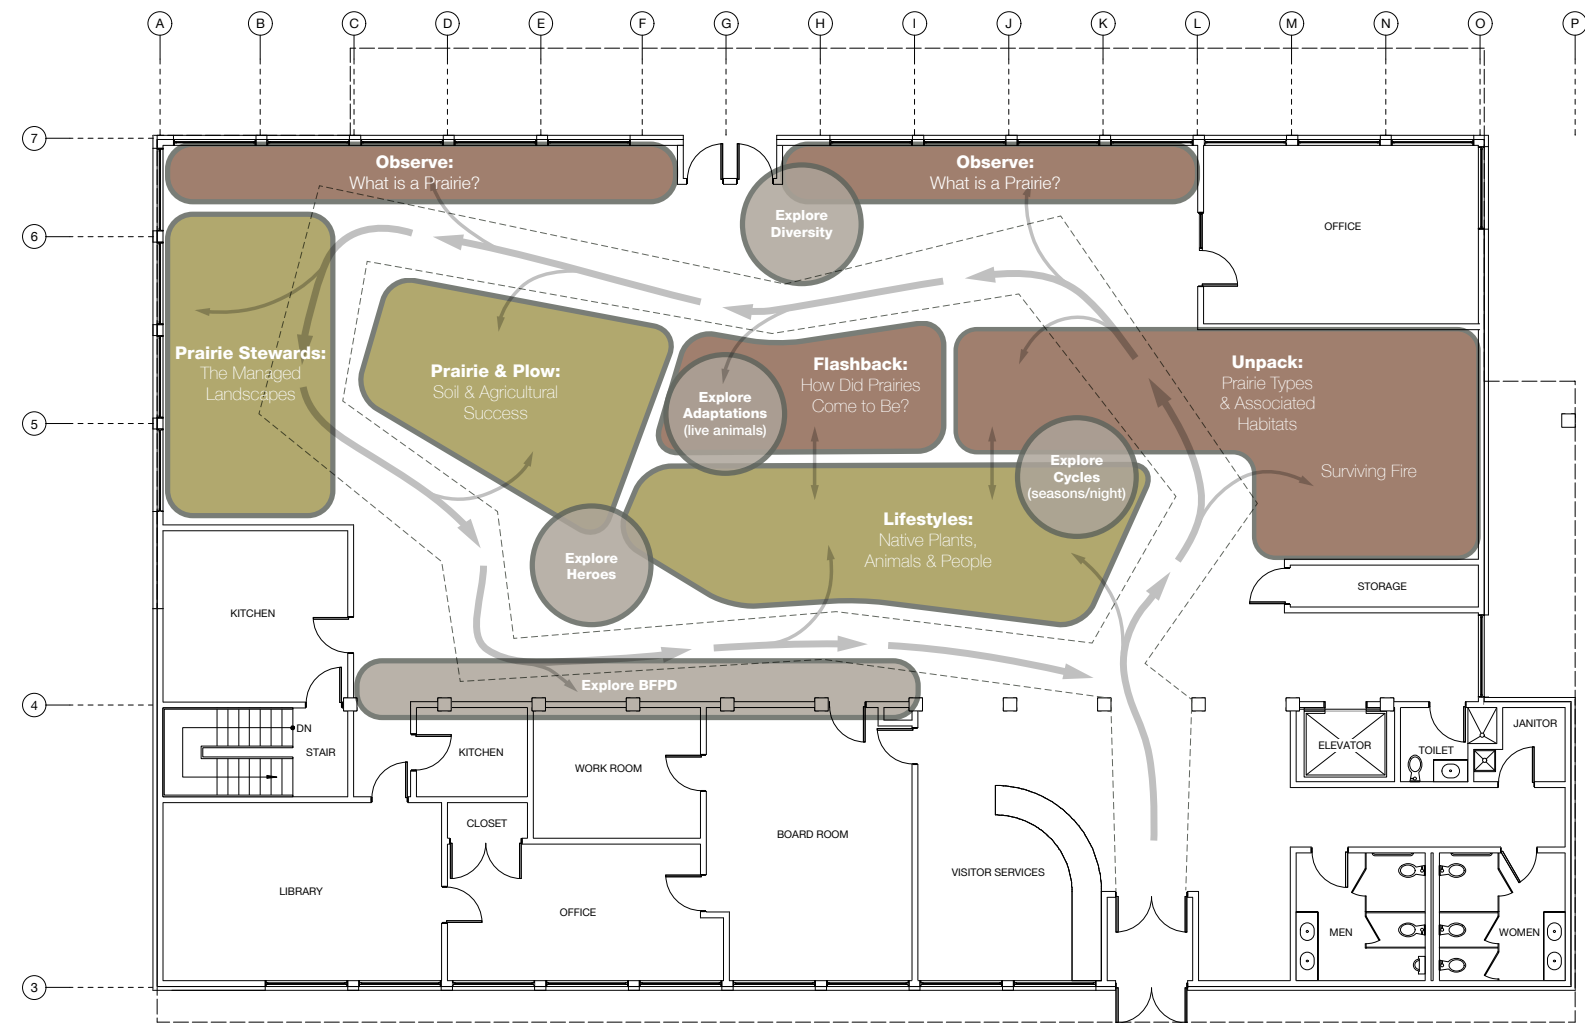 A B C D E F G H I J K L M N O P
7
Observe:
What is a Prairie?
Observe:
What is a Prairie?
Explore
Diversity
6
OFFICE
Prairie Stewards:
The Managed
Landscapes
Prairie & Plow:
Soil & Agricultural
Success
Flashback:
How Did Prairies
Come to Be?
Explore
Adaptations
(live animals)
Unpack:
Prairie Types
& Associated
Habitats
5
Explore
Cycles
(seasons/night)
Surviving Fire
Lifestyles:
Native Plants,
Animals & People
Explore
Heroes
STORAGE
KITCHEN
Explore BFPD
4
DN
STAIR
KITCHEN
WORK ROOM
ELEVATOR
TOILET
JANITOR
CLOSET
BOARD ROOM
VISITOR SERVICES
LIBRARY
OFFICE
MEN
WOMEN
3